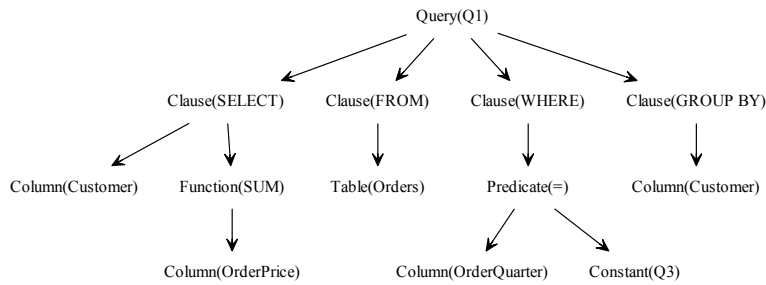 Query(Q1)
Clause(SELECT) Clause(FROM) Clause(WHERE) Clause(GROUP BY)
Column(Customer) Function(SUM) Table(Orders) Predicate(=) Column(Customer)
Column(OrderPrice) Column(OrderQuarter) Constant(Q3)